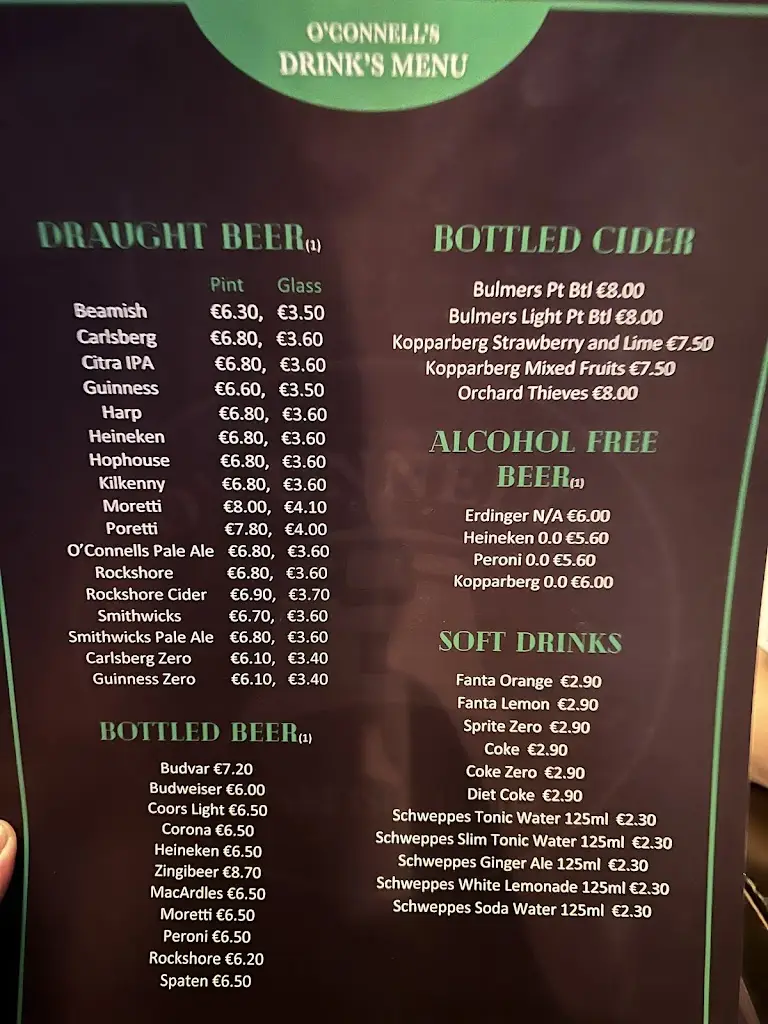 O'CONNELL'S
DRINK'S MENU
DRAUGHT BEER(1)
Pint Glass
Beamish €6.30, €3.50
Carlsberg €6.80, €3.60
Citra IPA €6.80, €3.60
Guinness €6.60, €3.50
Harp €6.80, €3.60
Heineken €6.80, €3.60
Hophouse €6.80, €3.60
Kilkenny €6.80, €3.60
Moretti €8.00, €4.10
Poretti €7.80, €4.00
O'Connells Pale Ale €6.80, €3.60
Rockshore €6.80, €3.60
Rockshore Cider €6.90, €3.70
Smithwicks €6.70, €3.60
Smithwicks Pale Ale €6.80, €3.60
Carlsberg Zero €6.10, €3.40
Guinness Zero €6.10, €3.40
BOTTLED BEER(1)
Budvar €7.20
Budweiser €6.00
Coors Light €6.50
Corona €6.50
Heineken €6.50
Zingibeer €8.70
MacArdles €6.50
Moretti €6.50
Peroni €6.50
Rockshore €6.20
Spaten €6.50
BOTTLED CIDER
Bulmers Pt Btl €8.00
Bulmers Light Pt Btl €8.00
Kopparberg Strawberry and Lime €7.50
Kopparberg Mixed Fruits €7.50
Orchard Thieves €8.00
ALCOHOL FREE
BEER(1)
Erdinger N/A €6.00
Heineken 0.0 €5.60
Peroni 0.0 €5.60
Kopparberg 0.0 €6.00
SOFT DRINKS
Fanta Orange €2.90
Fanta Lemon €2.90
Sprite Zero €2.90
Coke €2.90
Coke Zero €2.90
Diet Coke €2.90
Schweppes Tonic Water 125ml €2.30
Schweppes Slim Tonic Water 125ml €2.30
Schweppes Ginger Ale 125ml €2.30
Schweppes White Lemonade 125ml €2.30
Schweppes Soda Water 125ml €2.30